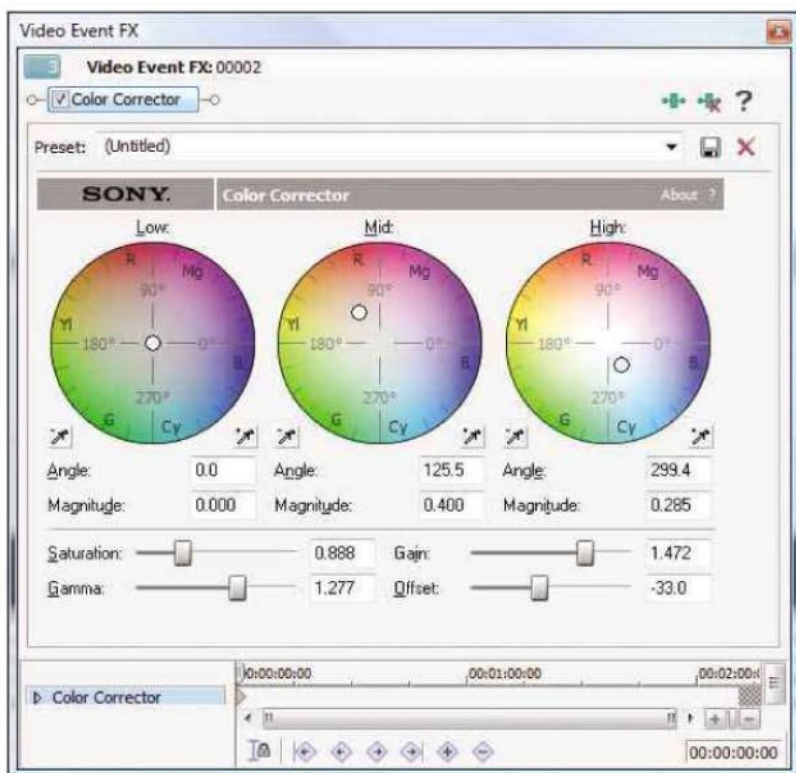 Video Event FX
3 Video Event FX: 00002
Color Corrector
?
Preset: (Untitled)
SONY. Color Corrector About ?
Low: Mid: High:
R Mg 90° Yl 180° 0° B 270° G Cy
R Mg 90° Yl 180° 0° B 270° G Cy
R Mg 90° Yl 180° 0° B 270° G Cy
Angle: 0.0 Angle: 125.5 Angle: 299.4
Magnitude: 0.000 Magnitude: 0.400 Magnitude: 0.285
Saturation: 0.888 Gain: 1.472
Gamma: 1.277 Offset: -33.0
0:00:00:00 00:01:00:00 00:02:00:
Color Corrector
00:00:00:00